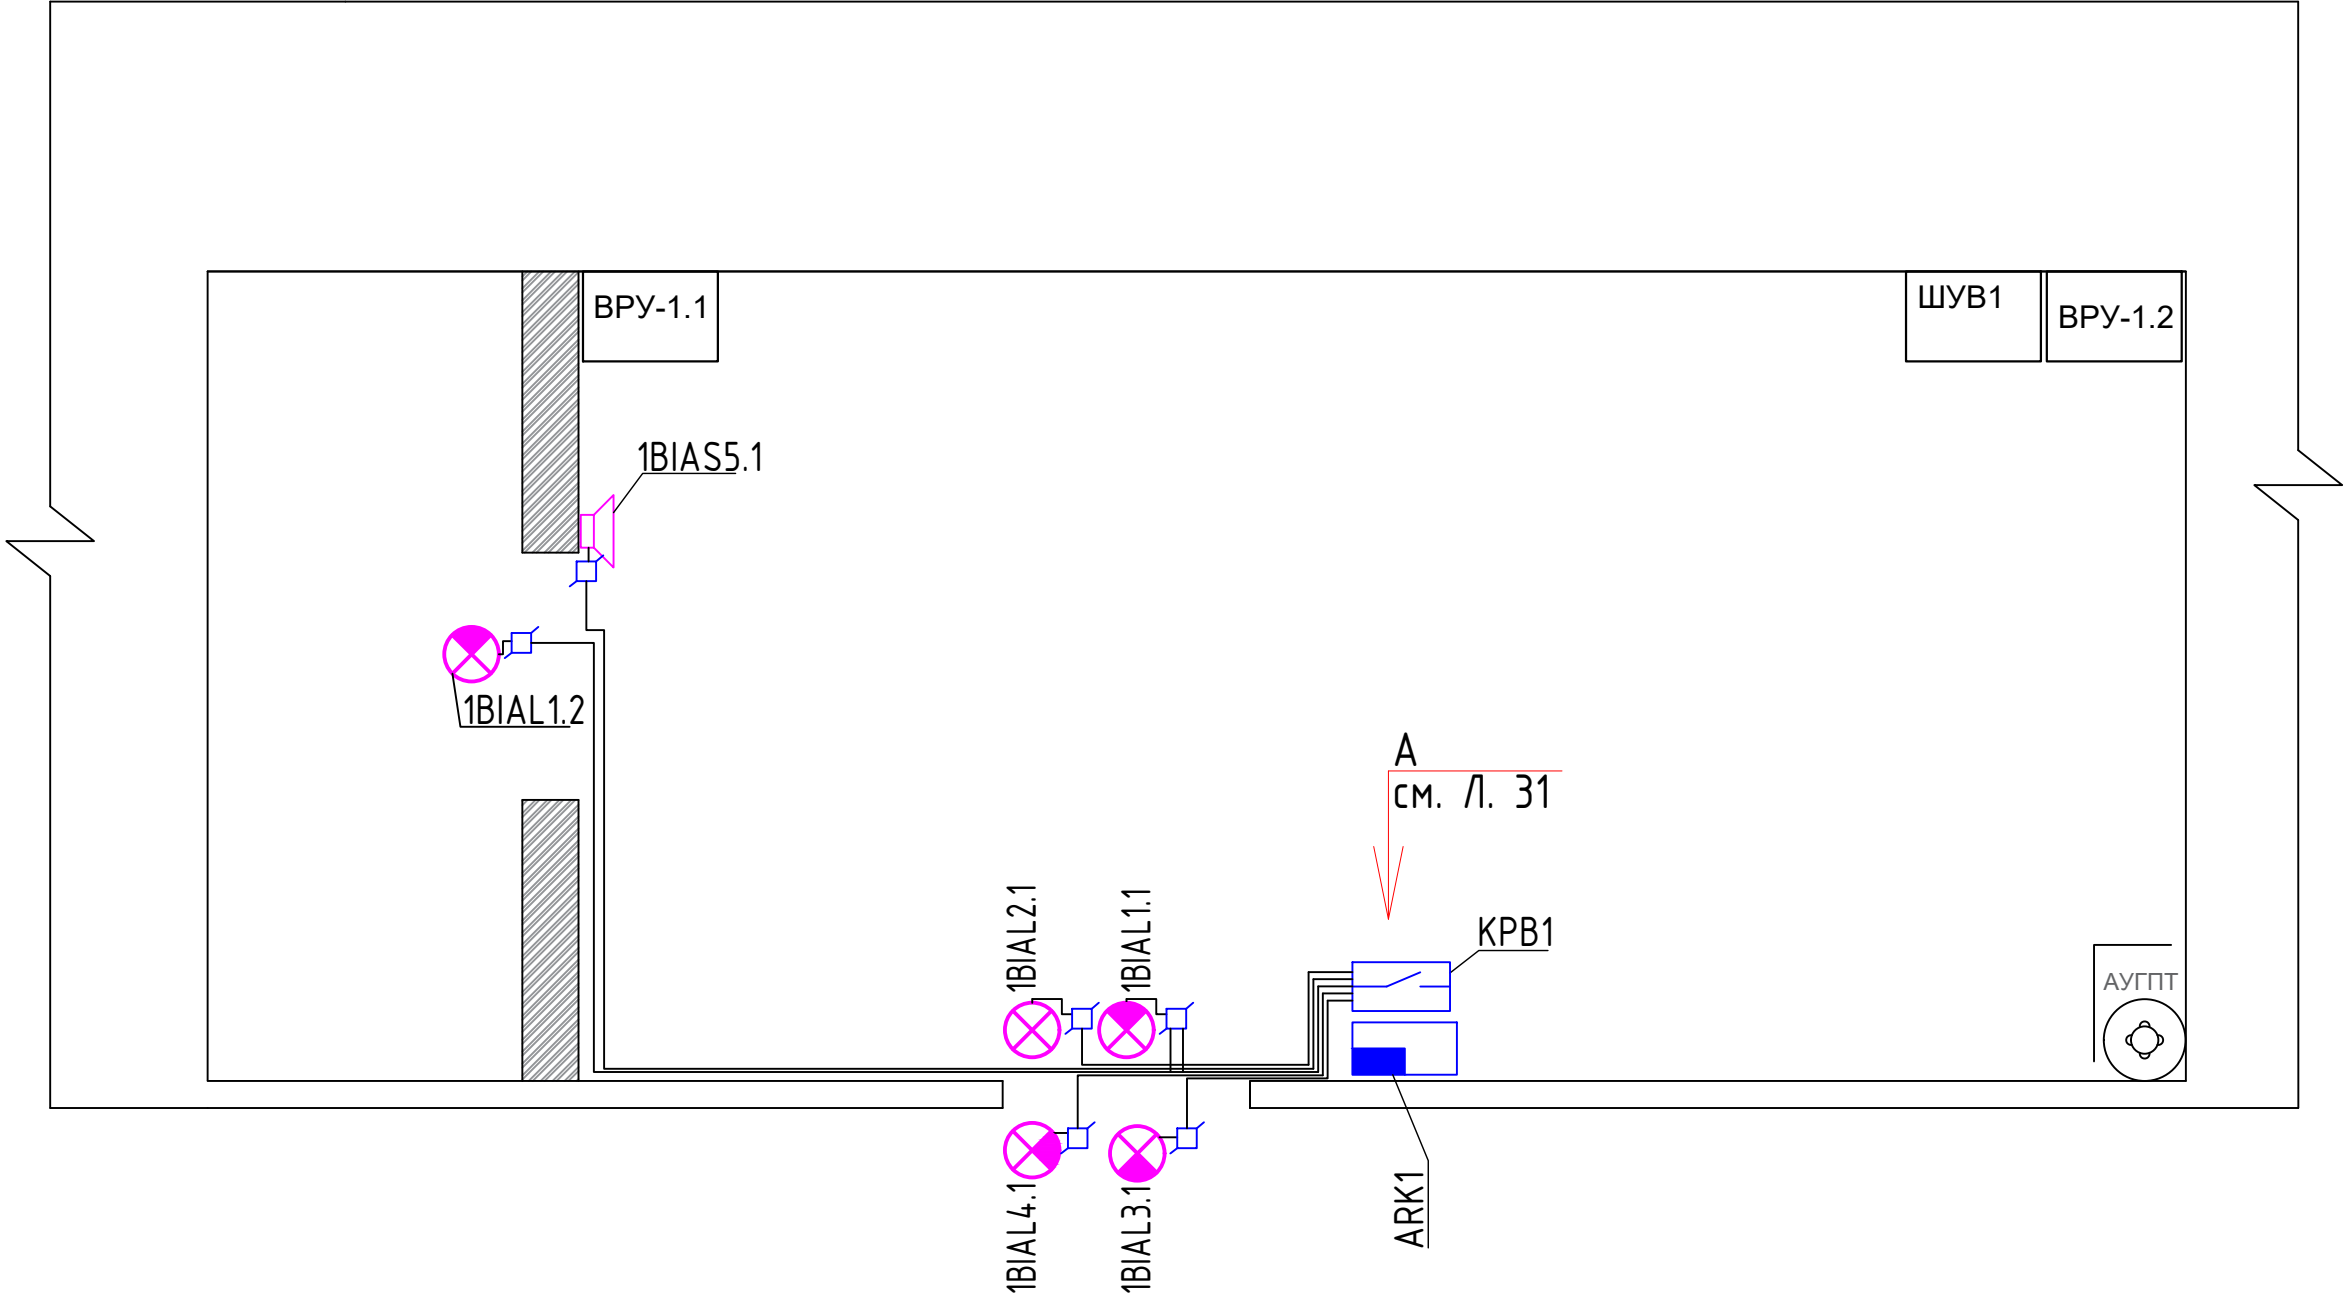 ВРУ-1.1
ШУВ1
ВРУ-1.2
1BIAS5.1
1BIAL1.2
А
см. Л. 31
1BIAL2.1
1BIAL1.1
КРВ1
АУГПТ
1BIAL4.1
1BIAL3.1
ARK1